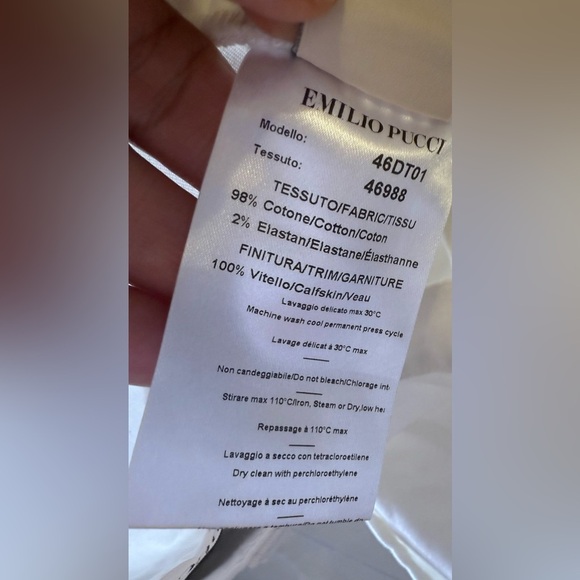 EMILIO PUCCI
Modello: 46DT01
Tessuto: 46988
TESSUTO/FABRIC/TISSU
98% Cotone/Cotton/Coton
2% Elastan/Elastane/Élasthanne
FINITURA/TRIM/GARNITURE
100% Vitello/Calfskin/Veau
Lavaggio delicato max 30°C
Machine wash cool permanent press cycle
Lavage délicat à 30°C max
Non candeggiabile/Do not bleach/Chlorage int
Stirare max 110°C/Iron, Steam or Dry, low he
Repassage à 110°C max
Lavaggio a secco con tetracloroetilene
Dry clean with perchloroethylene
Nettoyage à sec au perchloréthylène